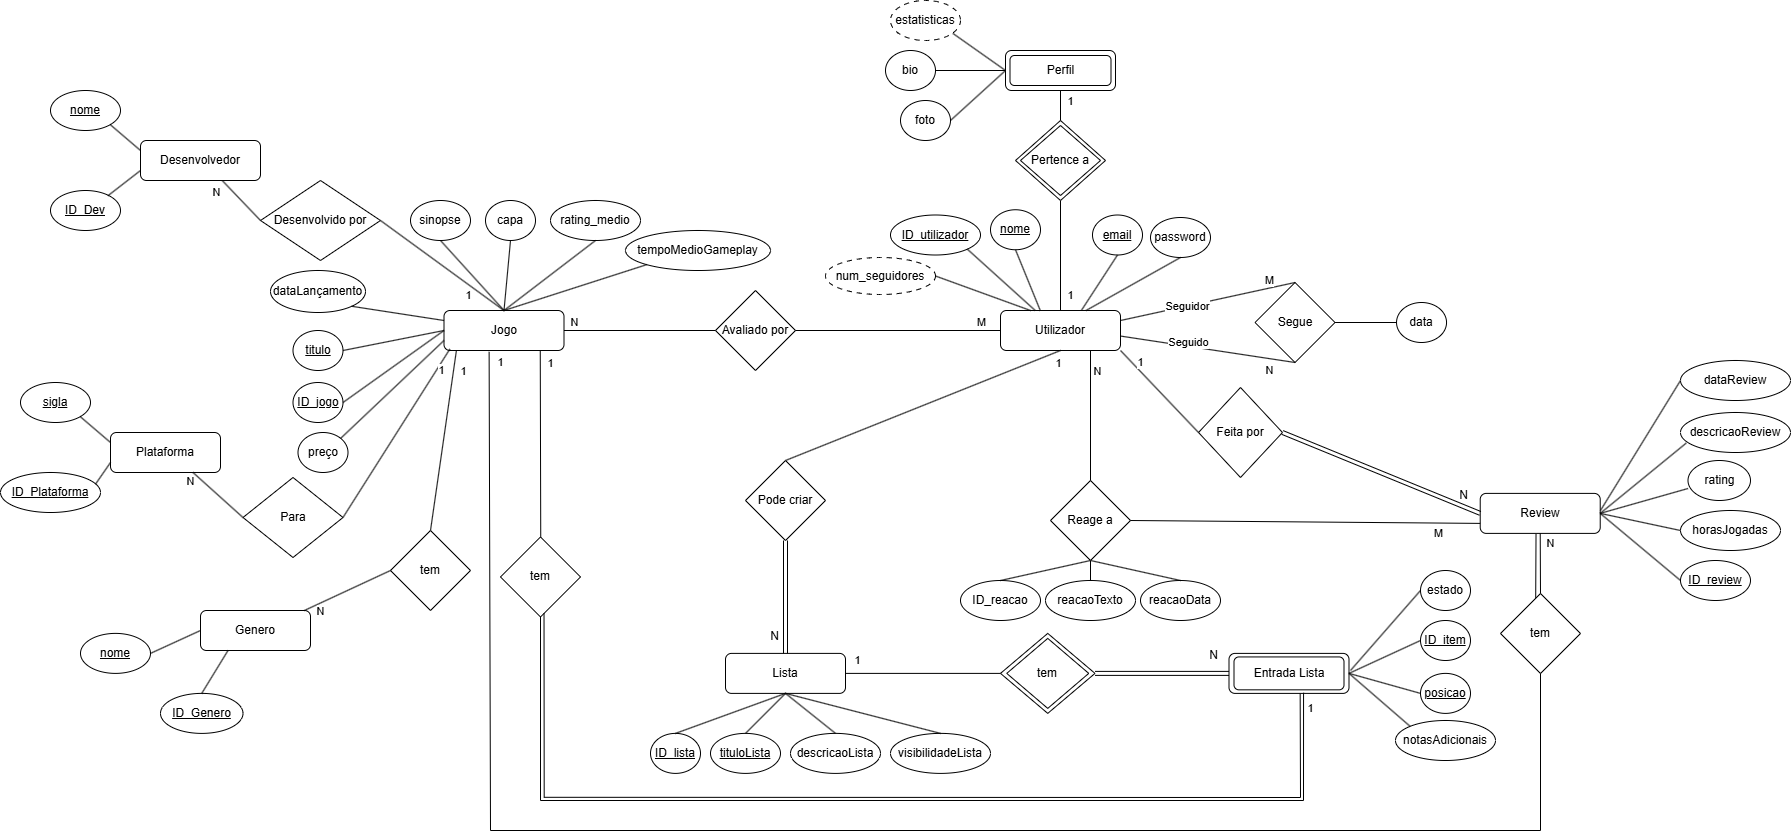 estatisticas
bio
Perfil
foto
1
nome
Desenvolvedor
Pertence a
N
ID_Dev
Desenvolvido por
sinopse
capa
rating_medio
tempoMedioGameplay
ID_utilizador
nome
email
password
num_seguidores
dataLançamento
1
1
M
Seguidor
Jogo
N
Avaliado por
M
Utilizador
Segue
data
Seguido
titulo
1
1
1
1
1
N
1
N
ID_jogo
dataReview
sigla
descricaoReview
Feita por
preço
Plataforma
N
rating
ID_Plataforma
Para
Pode criar
N
Review
Reage a
M
horasJogadas
N
tem
tem
ID_review
ID_reacao
reacaoTexto
reacaoData
estado
N
Genero
N
tem
ID_item
nome
1
N
Lista
tem
Entrada Lista
posicao
ID_Genero
1
notasAdicionais
ID_lista
tituloLista
descricaoLista
visibilidadeLista